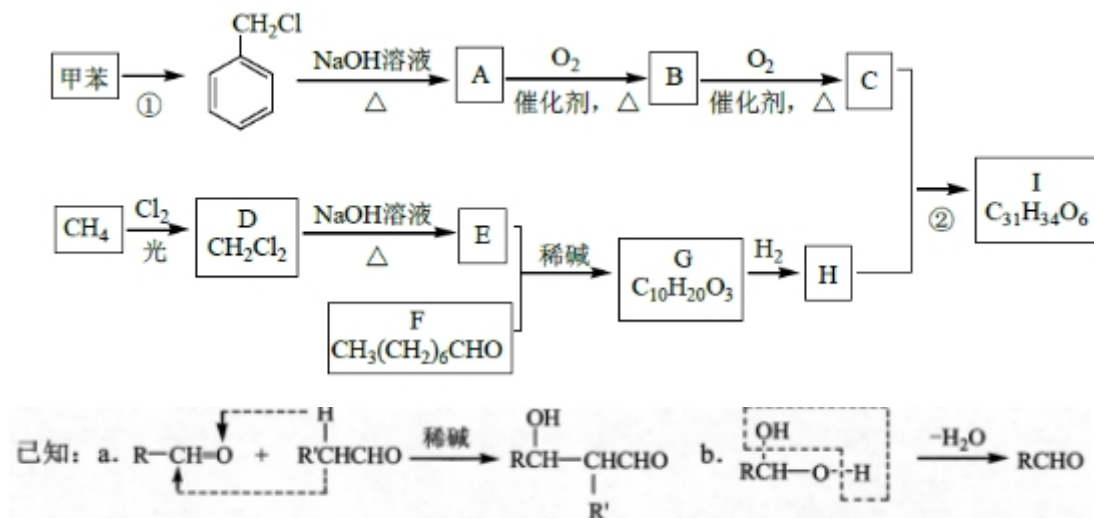 CH₂Cl
甲苯 ① NaOH溶液 △ A O₂ 催化剂，△ B O₂ 催化剂，△ C
② I C₃₁H₃₄O₆
CH₄ Cl₂ 光 D CH₂Cl₂ NaOH溶液 △ E 稀碱 G C₁₀H₂₀O₃ H₂ H
F CH₃(CH₂)₆CHO
已知：a. R—CH=O + H R'CHCHO 稀碱 OH RCH—CHCHO R' b. OH RCH—O—H −H₂O RCHO